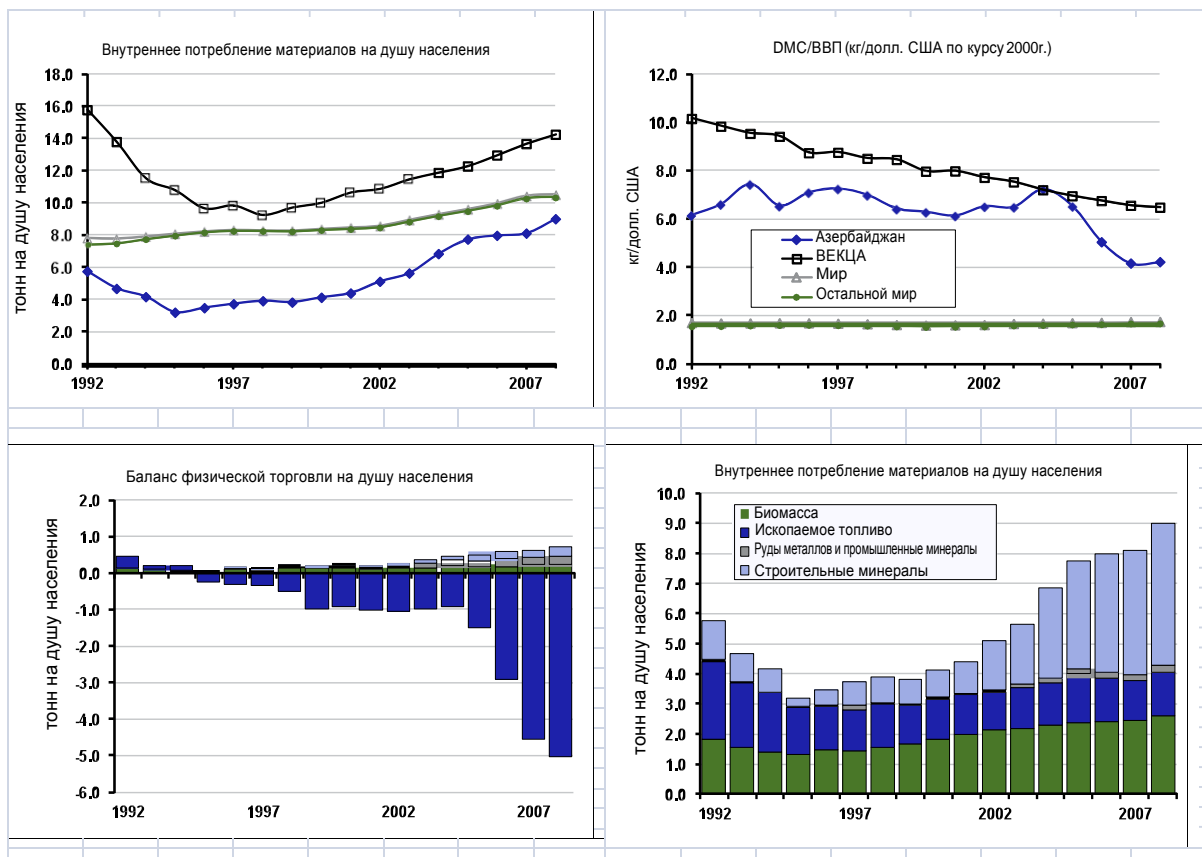 Внутреннее потребление материалов на душу населения
18.0
16.0
14.0
12.0
10.0
8.0
6.0
4.0
2.0
0.0
тонн на душу населения
1992 1997 2002 2007
DMC/ВВП (кг/долл. США по курсу 2000г.)
12.0
10.0
8.0
6.0
4.0
2.0
0.0
кг/долл. США
Азербайджан
ВЕКЦА
Мир
Остальной мир
1992 1997 2002 2007
Баланс физической торговли на душу населения
2.0
1.0
0.0
-1.0
-2.0
-3.0
-4.0
-5.0
-6.0
тонн на душу населения
1992 1997 2002 2007
Внутреннее потребление материалов на душу населения
10.0
9.0
8.0
7.0
6.0
5.0
4.0
3.0
2.0
1.0
0.0
тонн на душу населения
Биомасса
Ископаемое топливо
Руды металлов и промышленные минералы
Строительные минералы
1992 1997 2002 2007